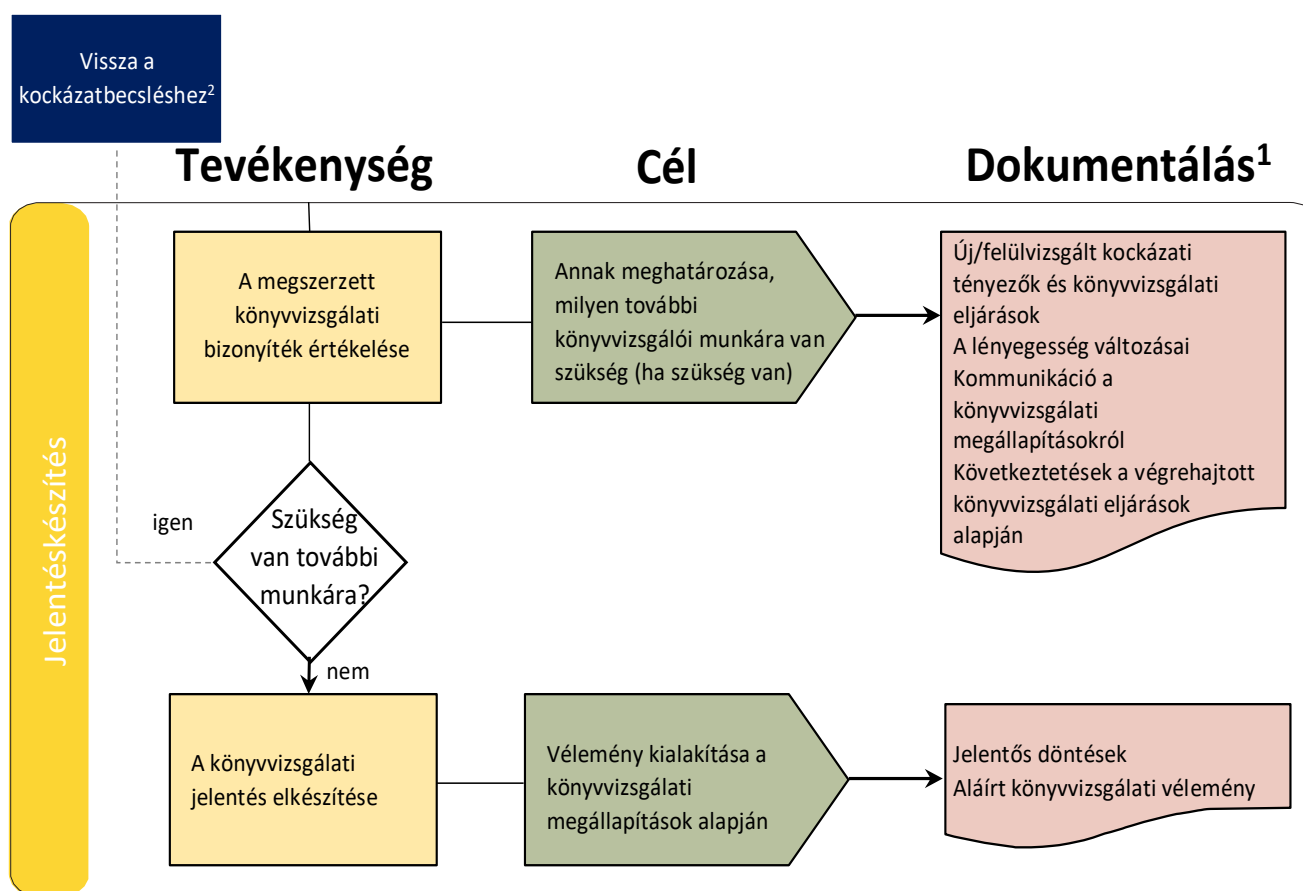 Vissza a
kockázatbecsléshez²
Tevékenység
Cél
Dokumentálás¹
Jelentéskészítés
A megszerzett
könyvvizsgálati
bizonyíték értékelése
Annak meghatározása,
milyen további
könyvvizsgálói munkára van
szükség (ha szükség van)
Új/felülvizsgált kockázati
tényezők és könyvvizsgálati
eljárások
A lényegesség változásai
Kommunikáció a
könyvvizsgálati
megállapításokról
Következtetések a végrehajtott
könyvvizsgálati eljárások
alapján
igen
Szükség
van további
munkára?
nem
A könyvvizsgálati
jelentés elkészítése
Vélemény kialakítása a
könyvvizsgálati
megállapítások alapján
Jelentős döntések
Aláírt könyvvizsgálati vélemény